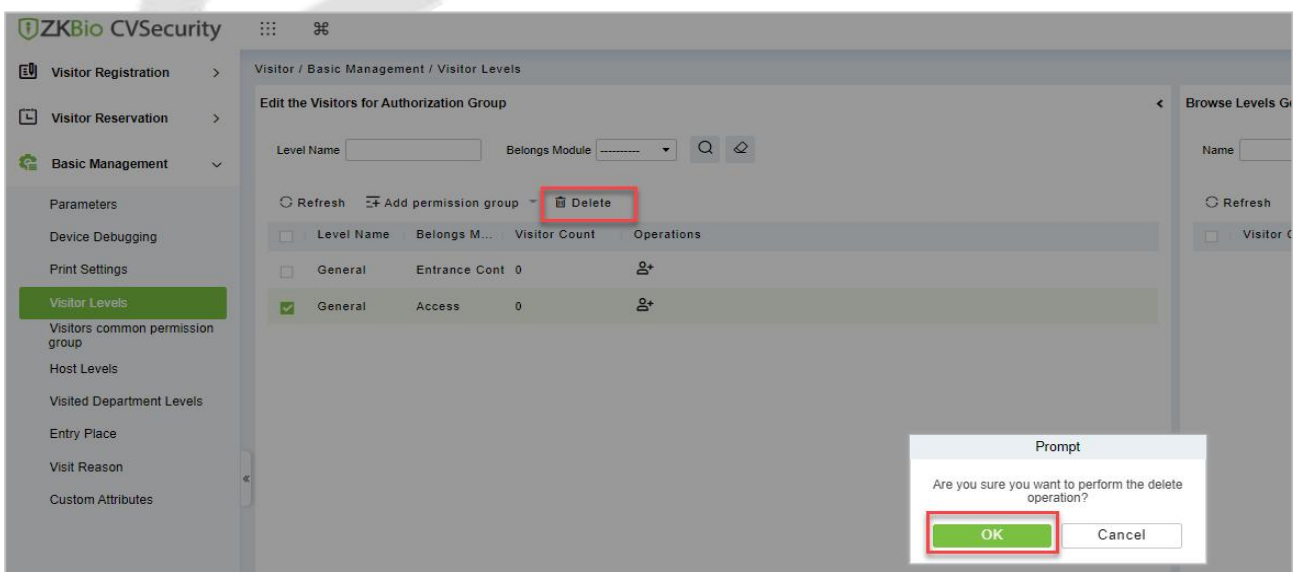 ZKBio CVSecurity
Visitor Registration
Visitor Reservation
Basic Management
Parameters
Device Debugging
Print Settings
Visitor Levels
Visitors common permission
group
Host Levels
Visited Department Levels
Entry Place
Visit Reason
Custom Attributes
Visitor / Basic Management / Visitor Levels
Edit the Visitors for Authorization Group
Level Name Belongs Module ----------
Refresh Add permission group Delete
Level Name Belongs M... Visitor Count Operations
General Entrance Cont 0
General Access 0
Browse Levels
Name
Refresh
Visitor
Prompt
Are you sure you want to perform the delete
operation?
OK Cancel